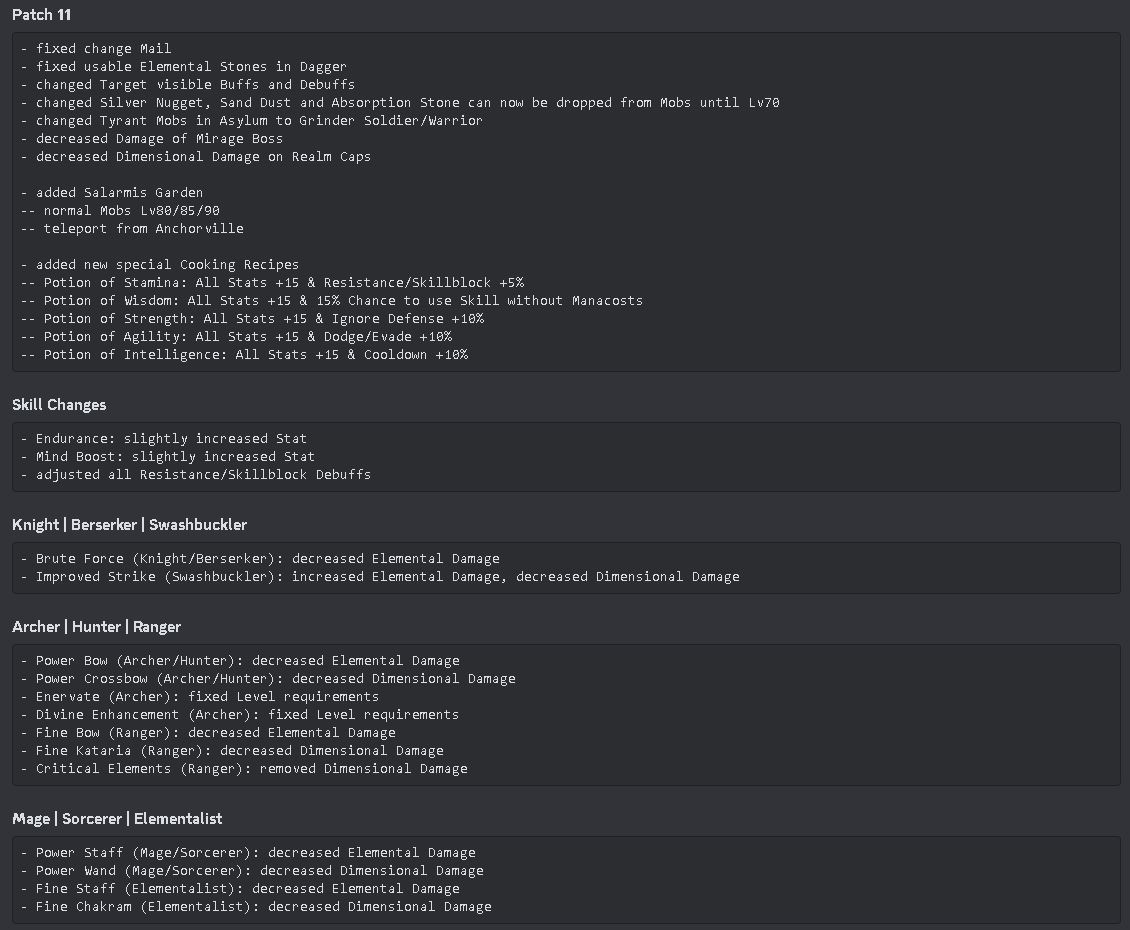 Patch 11
- fixed change Mail
- fixed usable Elemental Stones in Dagger
- changed Target visible Buffs and Debuffs
- changed Silver Nugget, Sand Dust and Absorption Stone can now be dropped from Mobs until Lv70
- changed Tyrant Mobs in Asylum to Grinder Soldier/Warrior
- decreased Damage of Mirage Boss
- decreased Dimensional Damage on Realm Caps
- added Salarmis Garden
-- normal Mobs Lv80/85/90
-- teleport from Anchorville
- added new special Cooking Recipes
-- Potion of Stamina: All Stats +15 & Resistance/Skillblock +5%
-- Potion of Wisdom: All Stats +15 & 15% Chance to use Skill without Manacosts
-- Potion of Strength: All Stats +15 & Ignore Defense +10%
-- Potion of Agility: All Stats +15 & Dodge/Evade +10%
-- Potion of Intelligence: All Stats +15 & Cooldown +10%
Skill Changes
- Endurance: slightly increased Stat
- Mind Boost: slightly increased Stat
- adjusted all Resistance/Skillblock Debuffs
Knight | Berserker | Swashbuckler
- Brute Force (Knight/Berserker): decreased Elemental Damage
- Improved Strike (Swashbuckler): increased Elemental Damage, decreased Dimensional Damage
Archer | Hunter | Ranger
- Power Bow (Archer/Hunter): decreased Elemental Damage
- Power Crossbow (Archer/Hunter): decreased Dimensional Damage
- Enervate (Archer): fixed Level requirements
- Divine Enhancement (Archer): fixed Level requirements
- Fine Bow (Ranger): decreased Elemental Damage
- Fine Kataria (Ranger): decreased Dimensional Damage
- Critical Elements (Ranger): removed Dimensional Damage
Mage | Sorcerer | Elementalist
- Power Staff (Mage/Sorcerer): decreased Elemental Damage
- Power Wand (Mage/Sorcerer): decreased Dimensional Damage
- Fine Staff (Elementalist): decreased Elemental Damage
- Fine Chakram (Elementalist): decreased Dimensional Damage